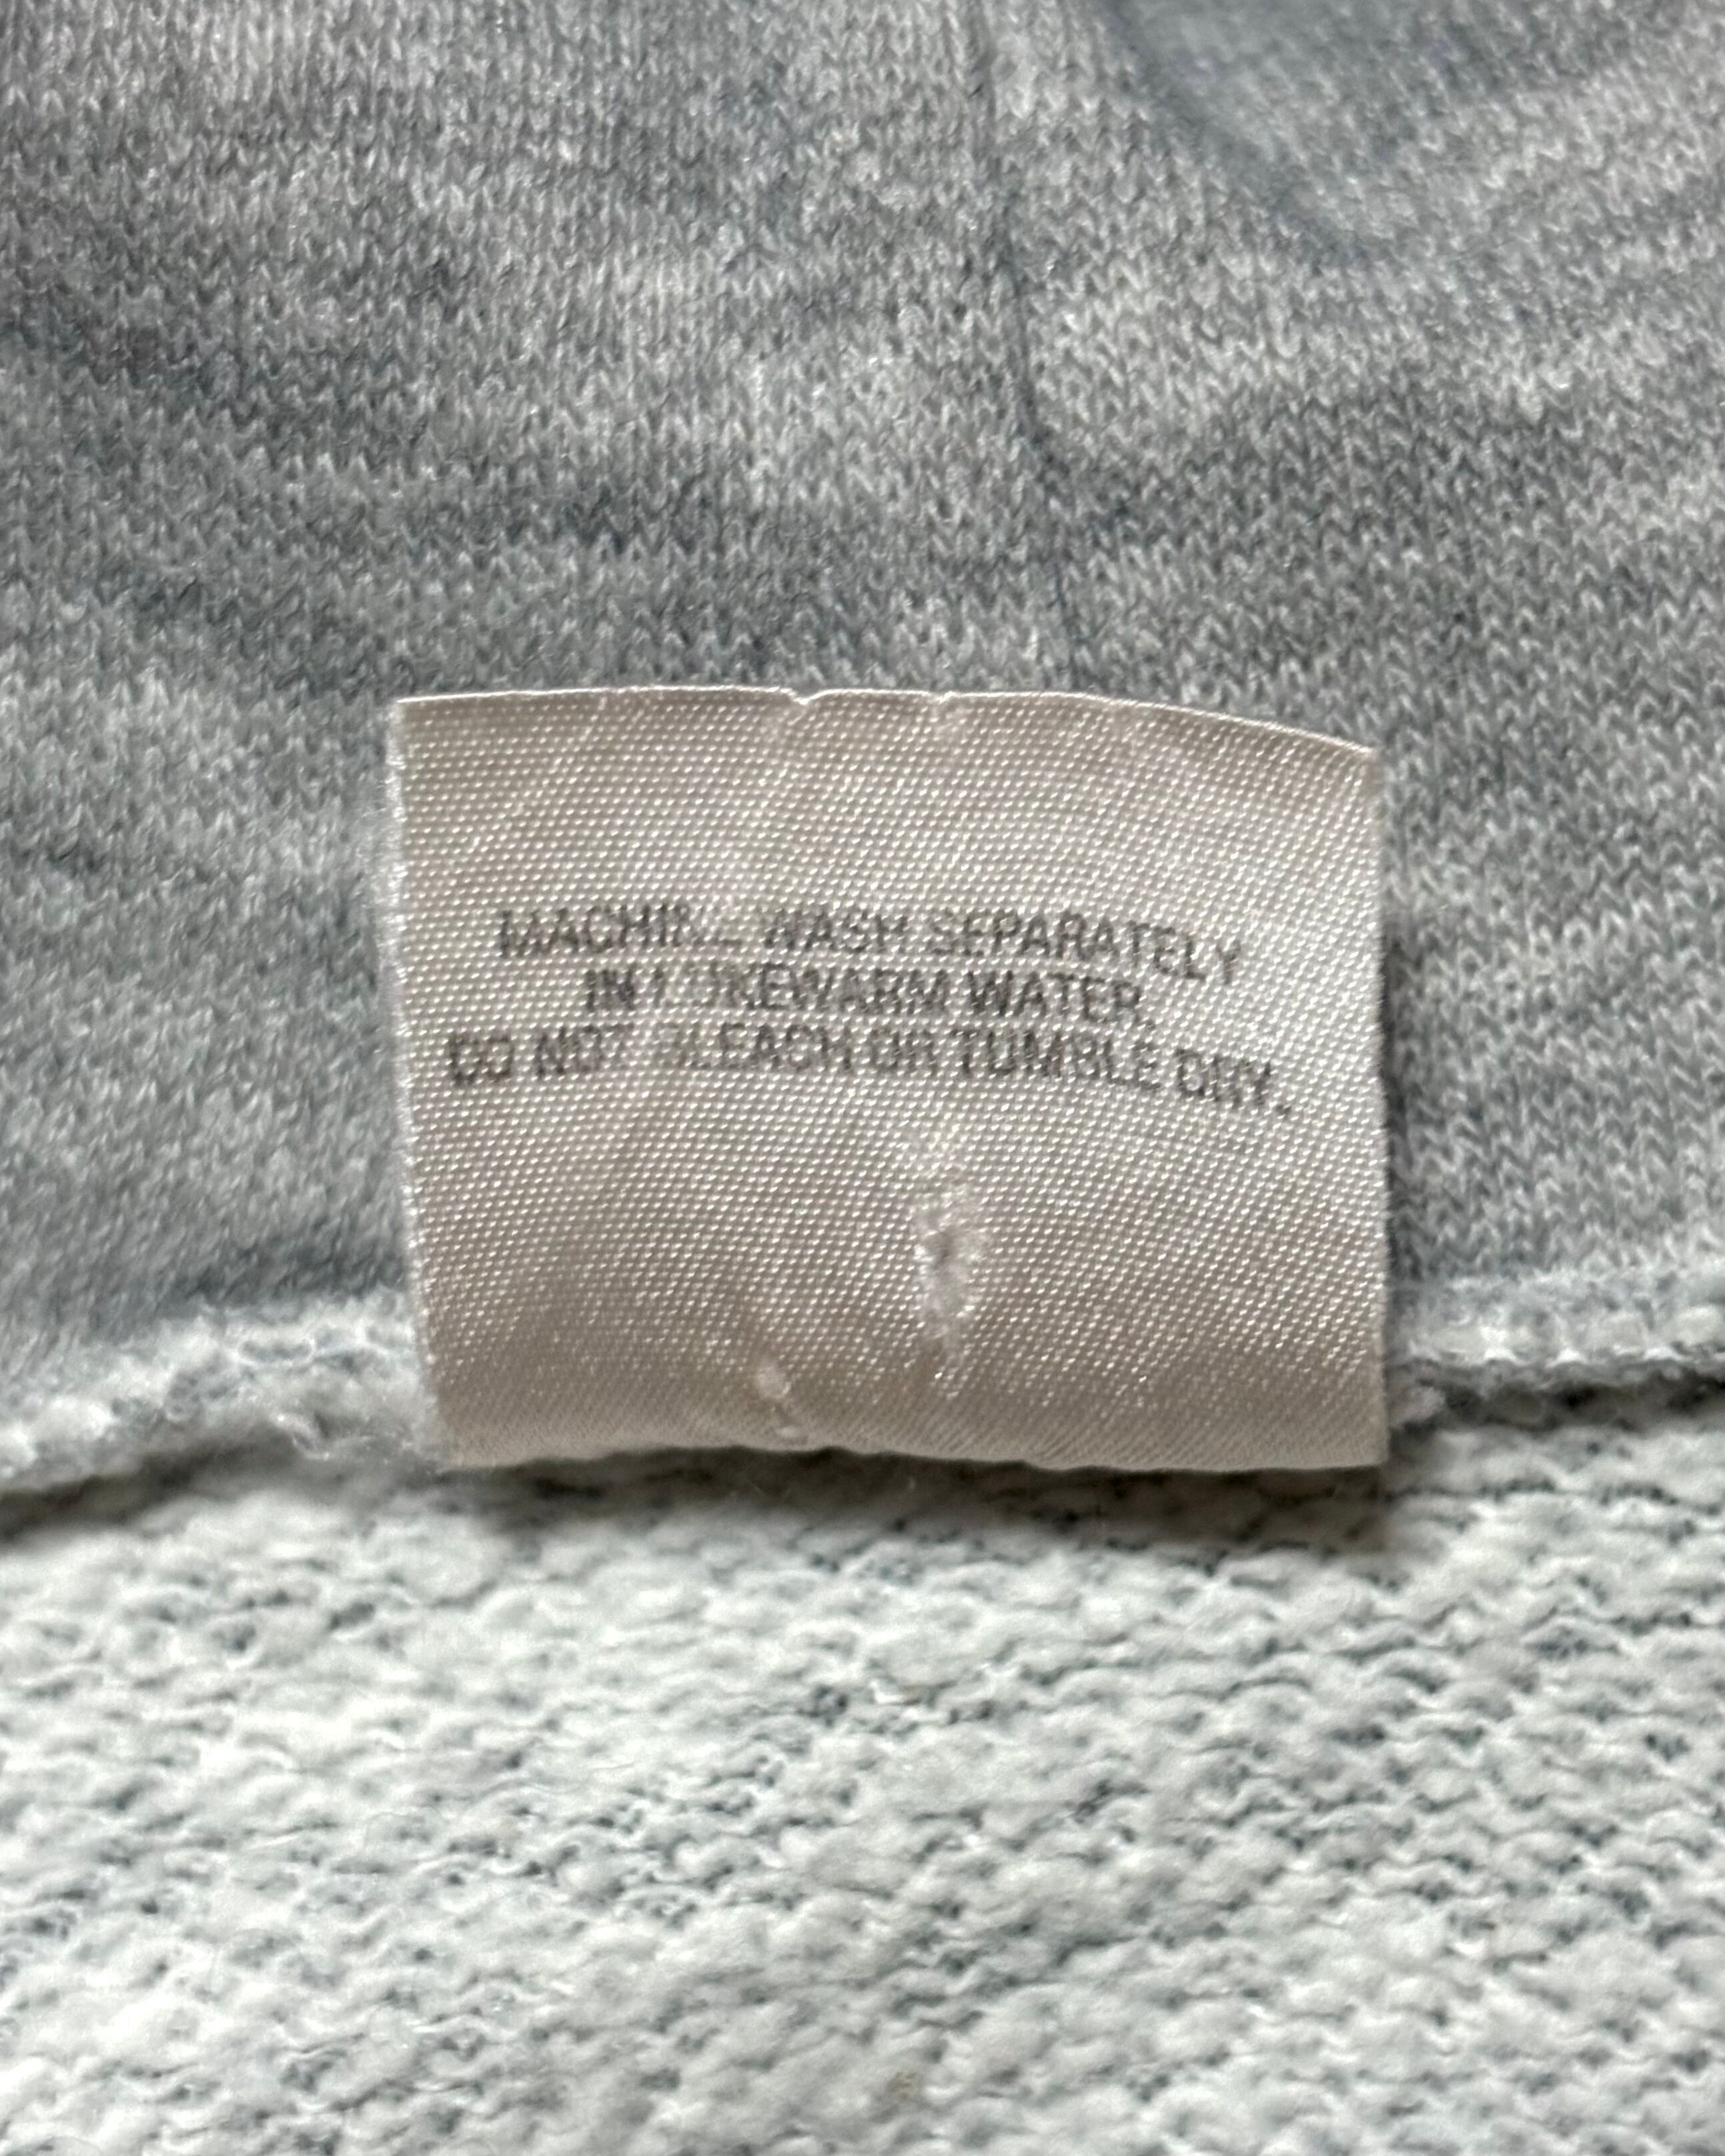 MACHINE WASH SEPARATELY
IN LUKEWARM WATER.
DO NOT BLEACH OR TUMBLE DRY.